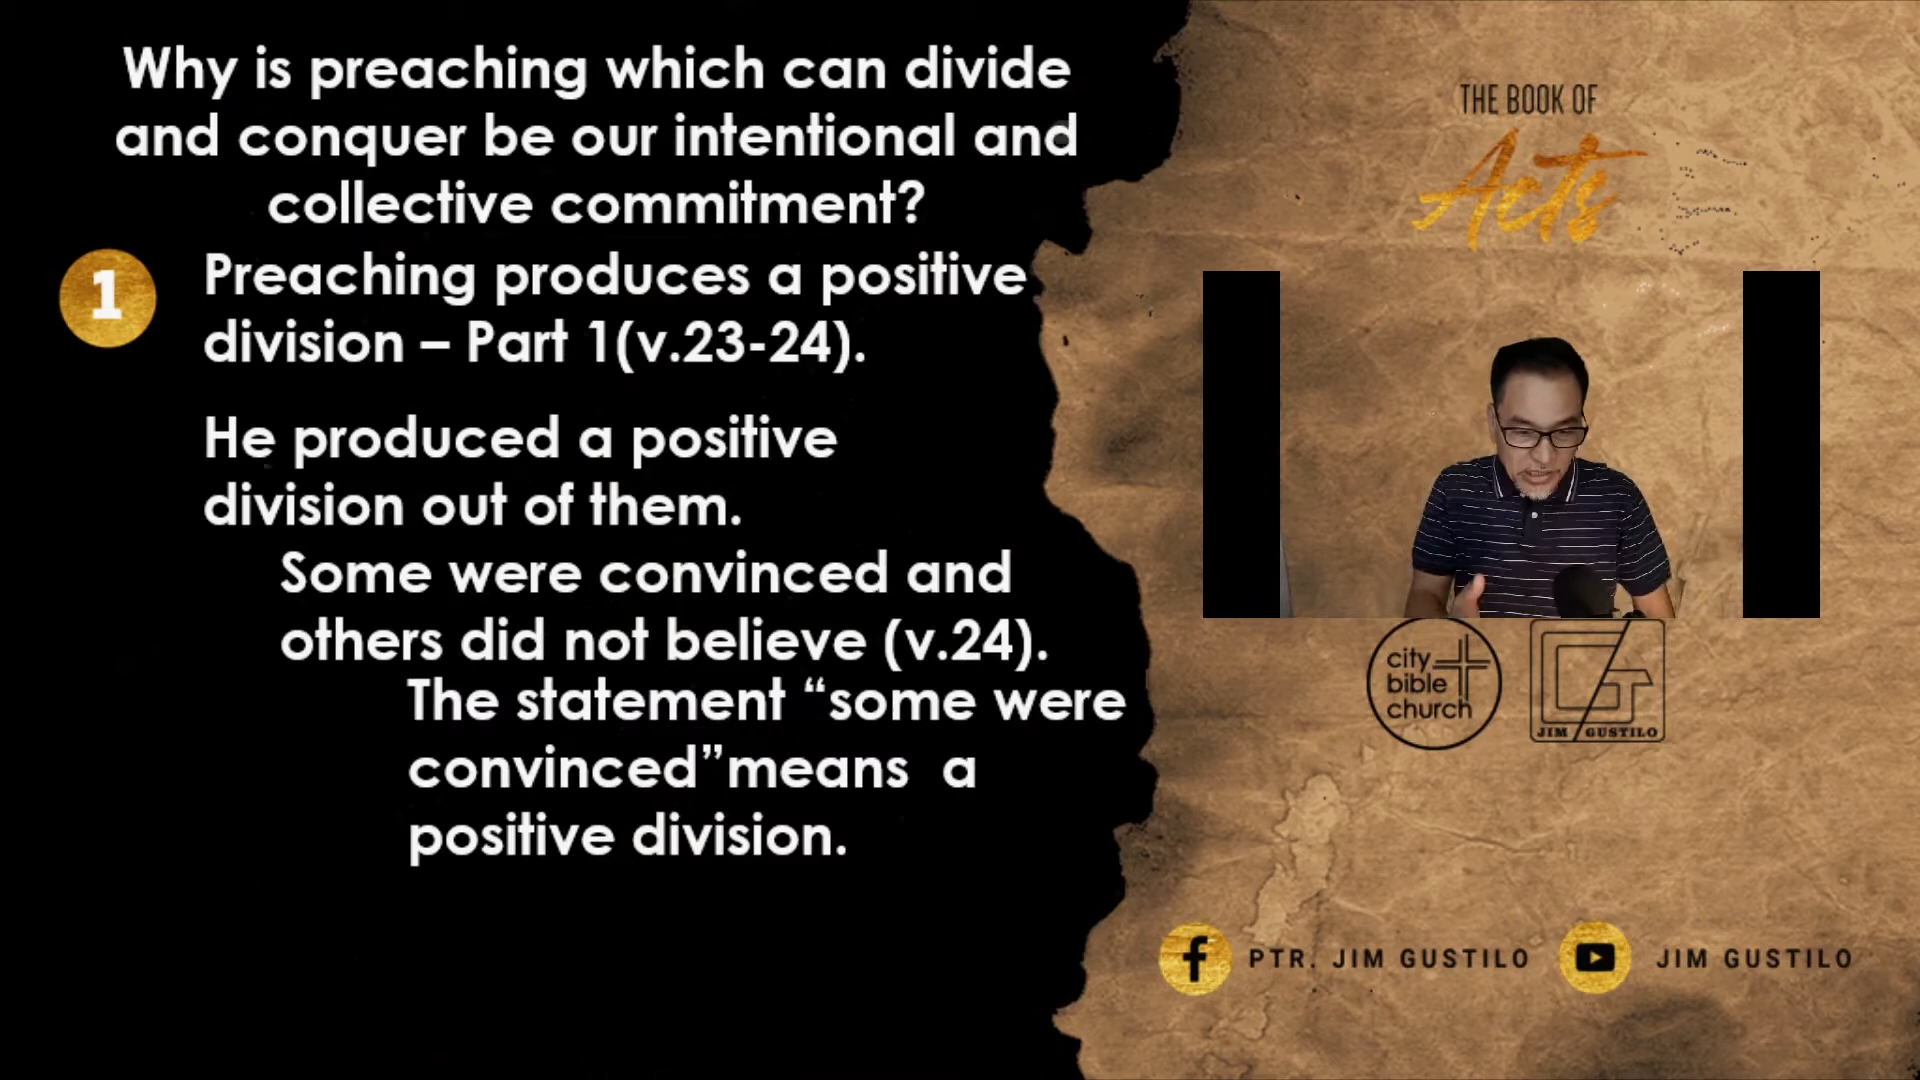 Why is preaching which can divide
and conquer be our intentional and
collective commitment?
1
Preaching produces a positive
division – Part 1(v.23-24).
He produced a positive
division out of them.
Some were convinced and
others did not believe (v.24).
The statement “some were
convinced”means a
positive division.
THE BOOK OF
Acts
city
bible
church
JIM GUSTILO
PTR. JIM GUSTILO
JIM GUSTILO